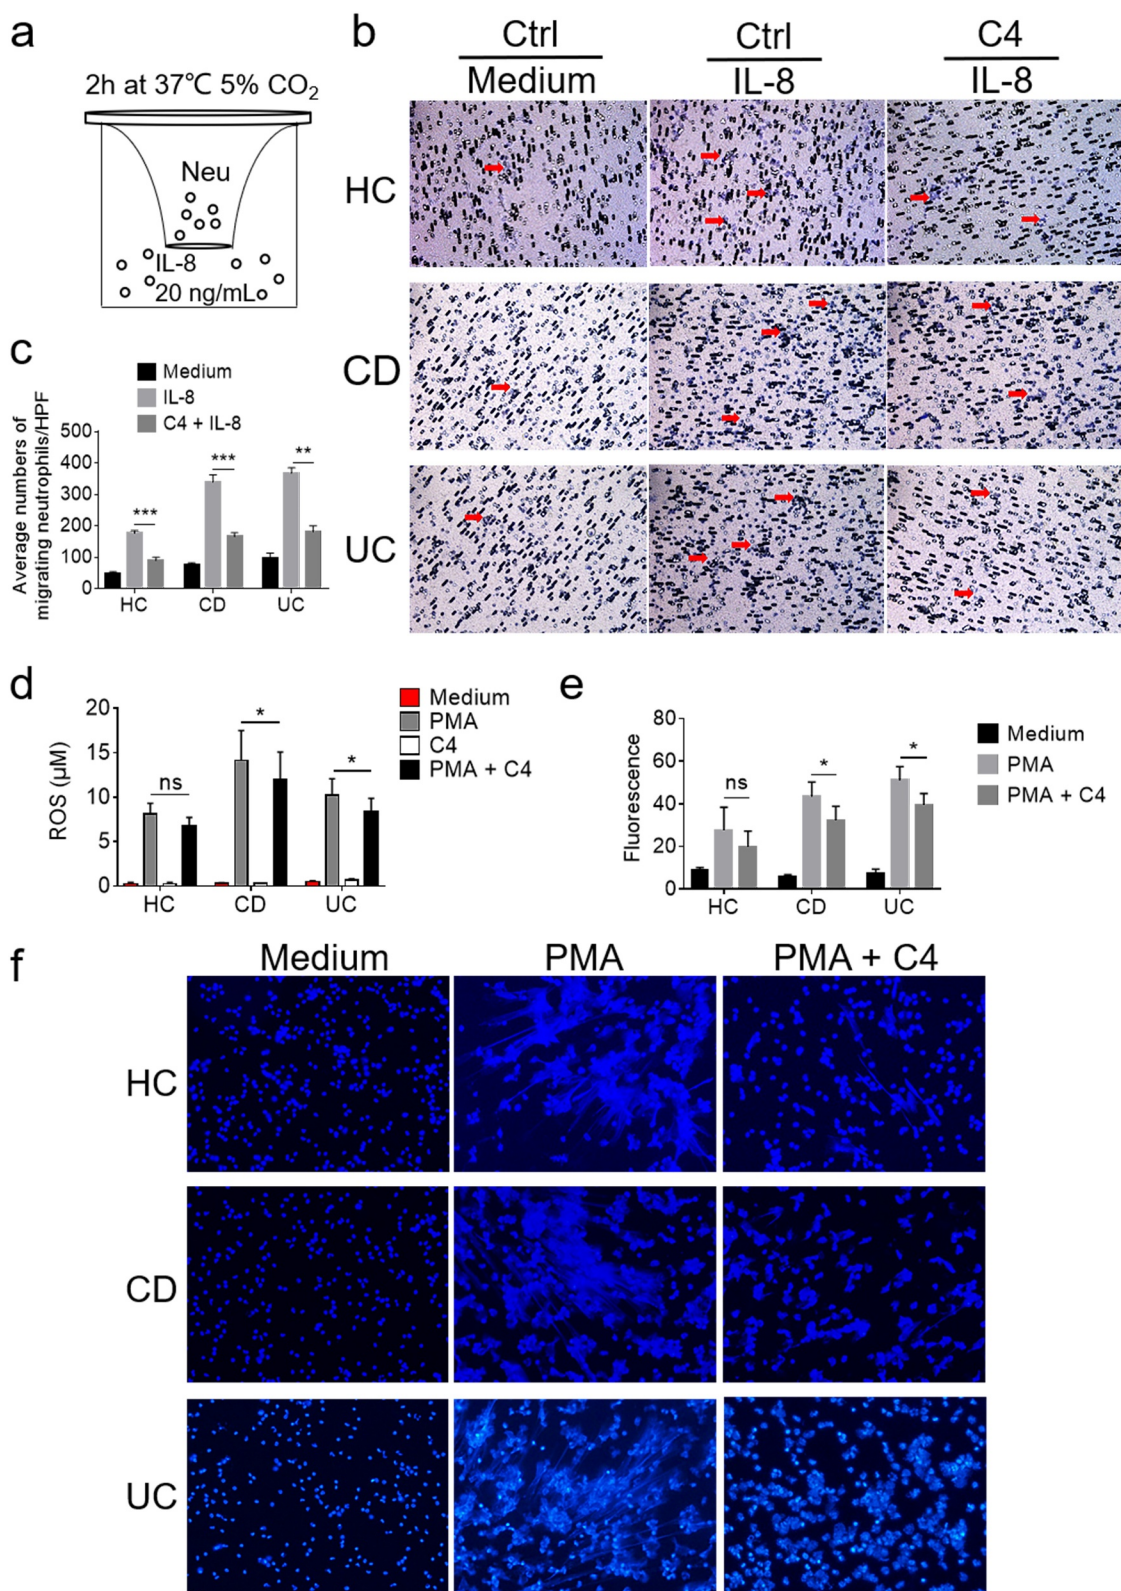 a
2h at 37℃ 5% CO2
Neu
IL-8
20 ng/mL
b
Ctrl
Medium
Ctrl
IL-8
C4
IL-8
HC
CD
UC
c
Medium
IL-8
C4 + IL-8
Average numbers of
migrating neutrophils/HPF
500
400
300
200
100
0
***
***
**
HC
CD
UC
d
Medium
PMA
C4
PMA + C4
ROS (µM)
20
15
10
5
0
ns
*
*
HC
CD
UC
e
Medium
PMA
PMA + C4
Fluorescence
80
60
40
20
0
ns
*
*
HC
CD
UC
f
Medium
PMA
PMA + C4
HC
CD
UC